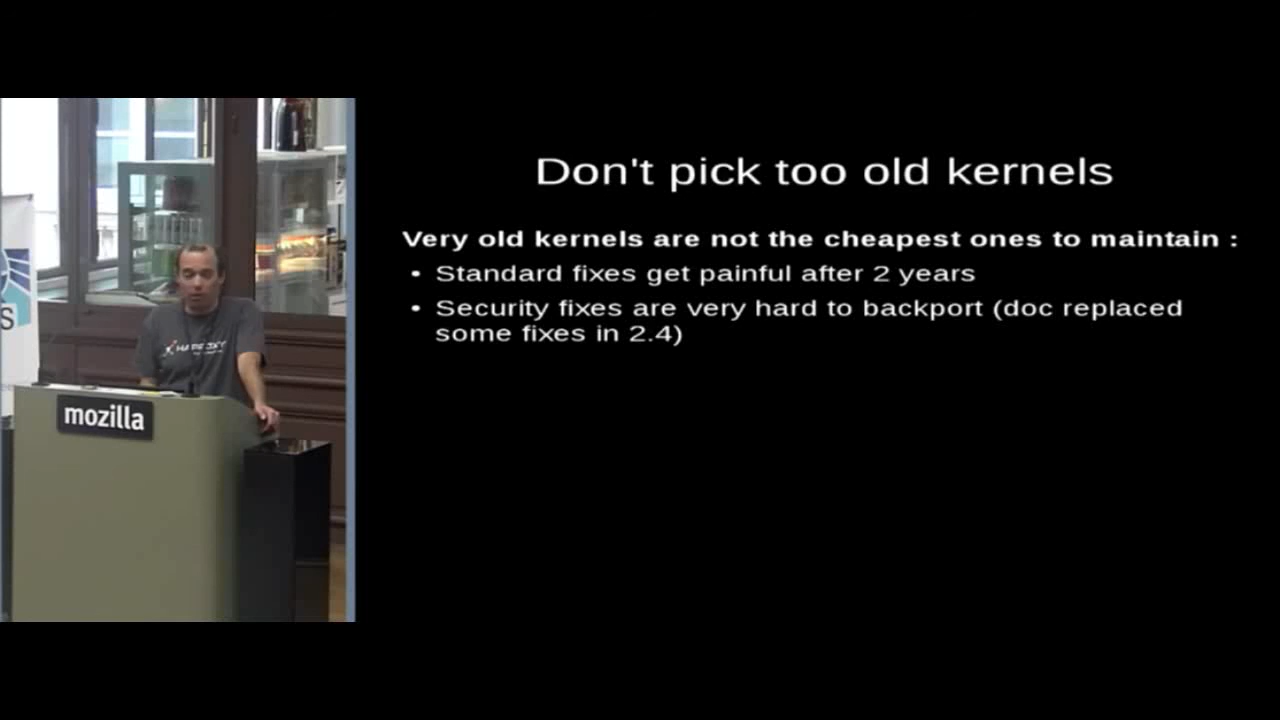 Don't pick too old kernels
Very old kernels are not the cheapest ones to maintain :
• Standard fixes get painful after 2 years
• Security fixes are very hard to backport (doc replaced
some fixes in 2.4)
mozilla
S